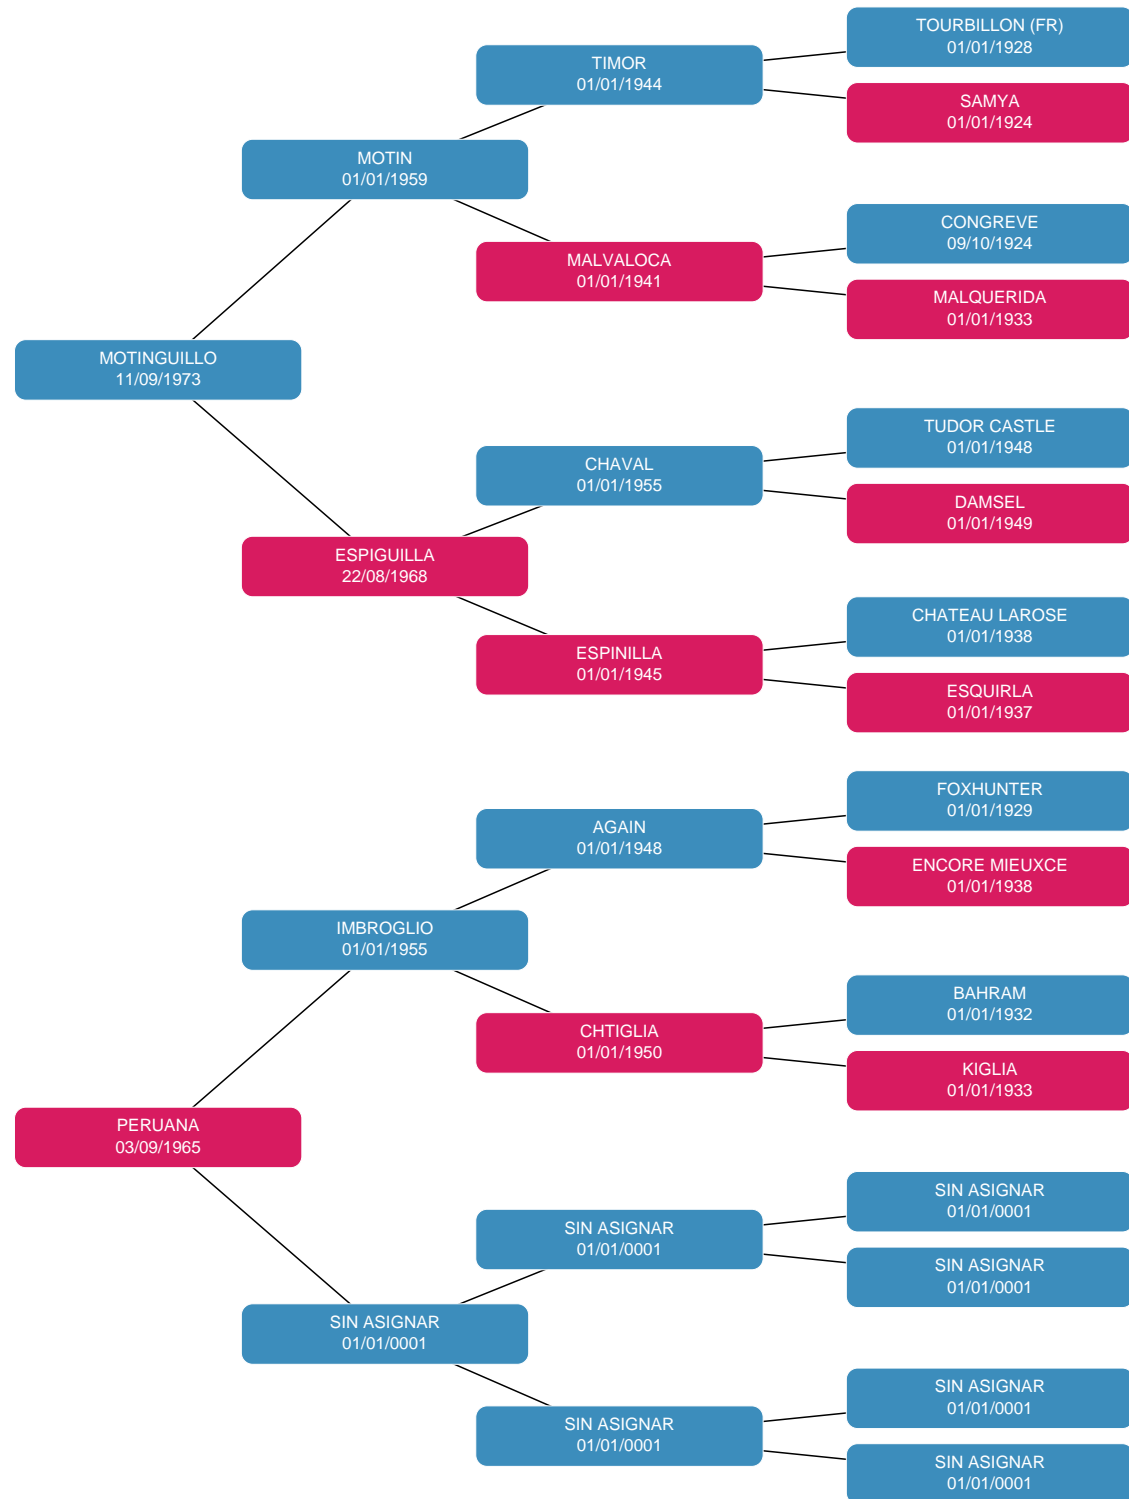 TOURBILLON (FR)
01/01/1928
TIMOR
01/01/1944
SAMYA
01/01/1924
MOTIN
01/01/1959
CONGREVE
09/10/1924
MALVALOCA
01/01/1941
MALQUERIDA
01/01/1933
MOTINGUILLO
11/09/1973
TUDOR CASTLE
01/01/1948
CHAVAL
01/01/1955
DAMSEL
01/01/1949
ESPIGUILLA
22/08/1968
CHATEAU LAROSE
01/01/1938
ESPINILLA
01/01/1945
ESQUIRLA
01/01/1937
FOXHUNTER
01/01/1929
AGAIN
01/01/1948
ENCORE MIEUXCE
01/01/1938
IMBROGLIO
01/01/1955
BAHRAM
01/01/1932
CHTIGLIA
01/01/1950
KIGLIA
01/01/1933
PERUANA
03/09/1965
SIN ASIGNAR
01/01/0001
SIN ASIGNAR
01/01/0001
SIN ASIGNAR
01/01/0001
SIN ASIGNAR
01/01/0001
SIN ASIGNAR
01/01/0001
SIN ASIGNAR
01/01/0001
SIN ASIGNAR
01/01/0001